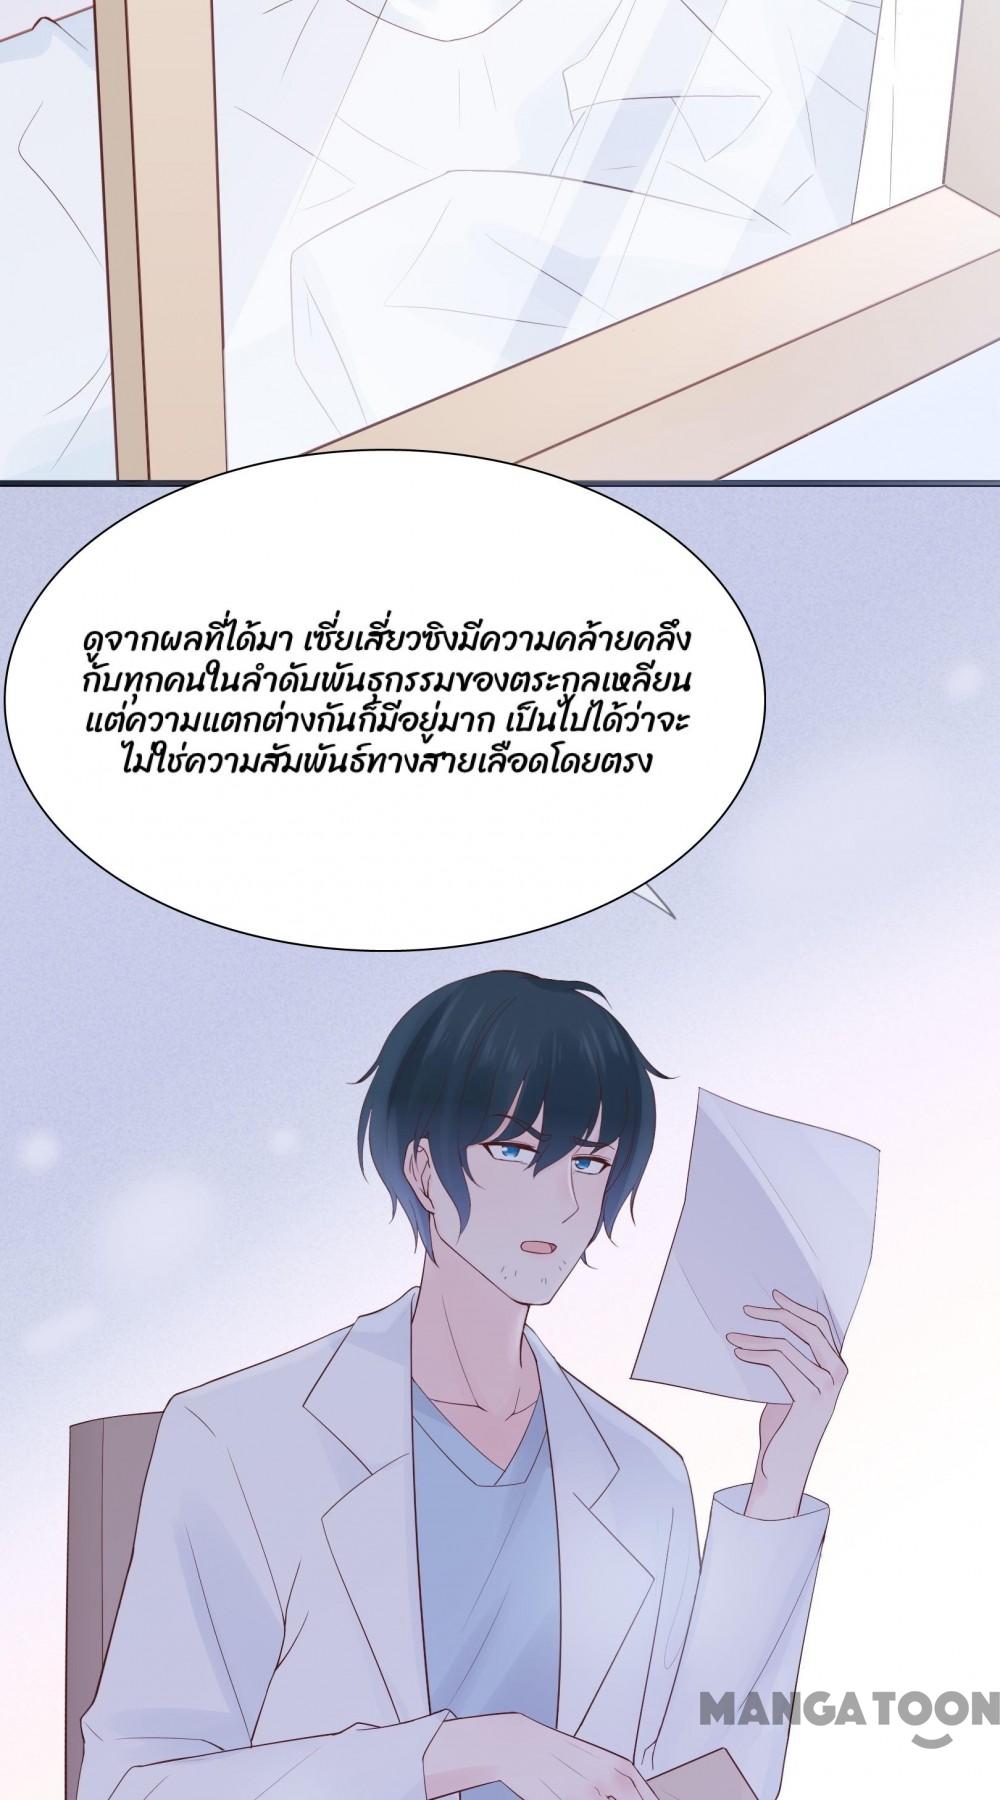 ดูจากผลที่ได้มา เซี่ยเสี่ยวซิงมีความคล้ายคลึง
กับทุกคนในลำดับพันธุกรรมของตระกูลเหลียน
แต่ความแตกต่างกันก็มีอยู่มาก เป็นไปได้ว่าจะ
ไม่ใช่ความสัมพันธ์ทางสายเลือดโดยตรง
MANGATOON